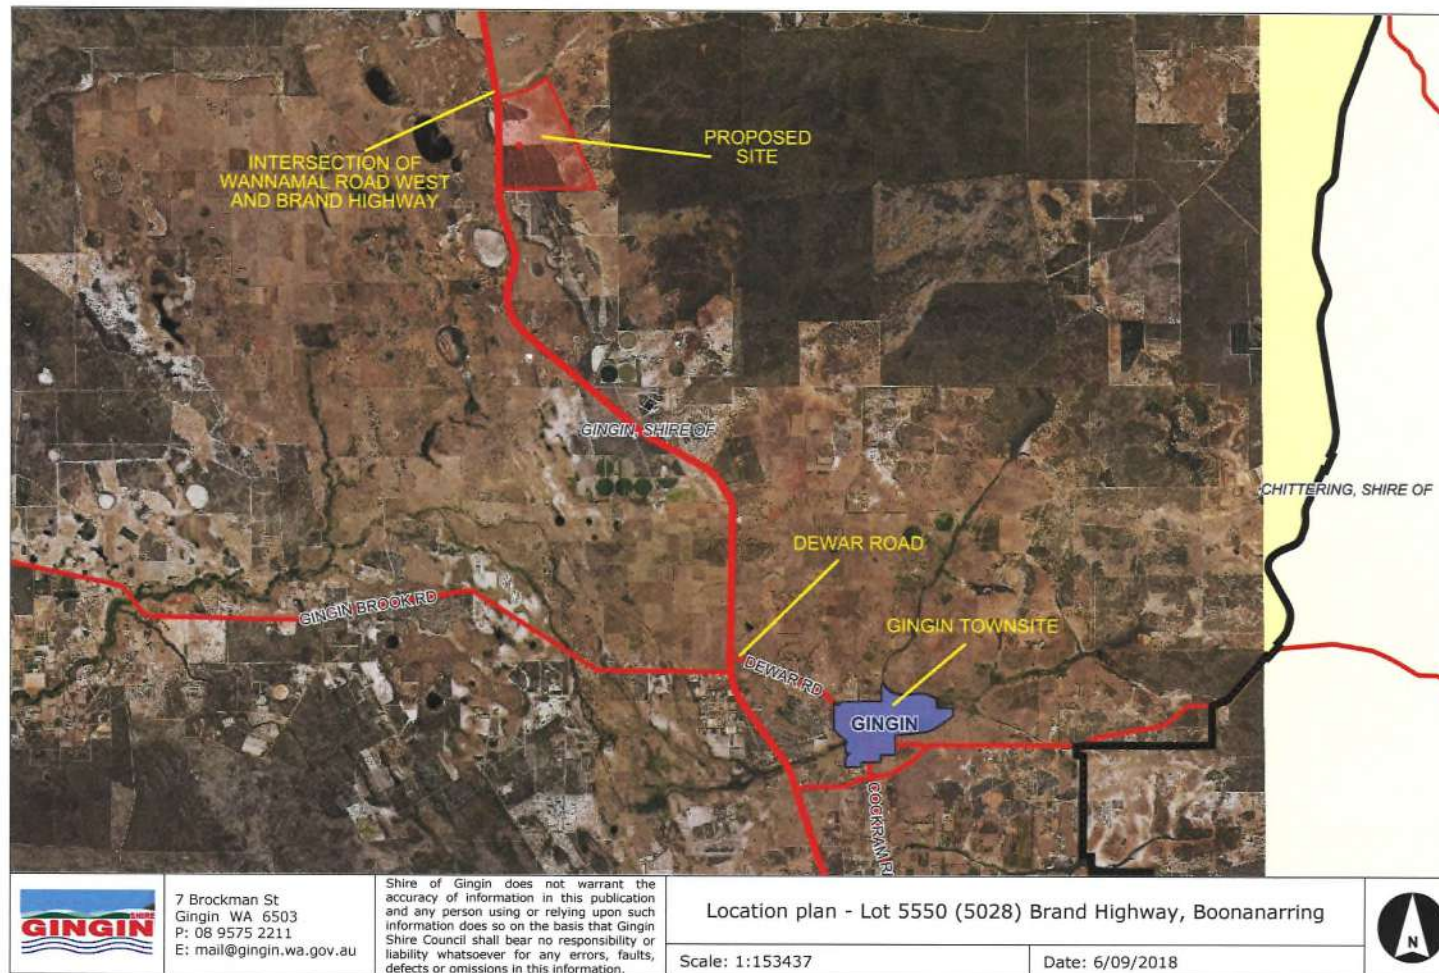 INTERSECTION OF
WANNAMAL ROAD WEST
AND BRAND HIGHWAY
PROPOSED
SITE
GINGIN, SHIRE OF
CHITTERING, SHIRE OF
DEWAR ROAD
GINGIN BROOK RD
GINGIN TOWNSITE
DEWAR RD
GINGIN
COCKRAM R
SHIRE
GINGIN
7 Brockman St
Gingin WA 6503
P: 08 9575 2211
E: mail@gingin.wa.gov.au
Shire of Gingin does not warrant the
accuracy of information in this publication
and any person using or relying upon such
information does so on the basis that Gingin
Shire Council shall bear no responsibility or
liability whatsoever for any errors, faults,
defects or omissions in this information.
Location plan - Lot 5550 (5028) Brand Highway, Boonanarring
Scale: 1:153437
Date: 6/09/2018
N